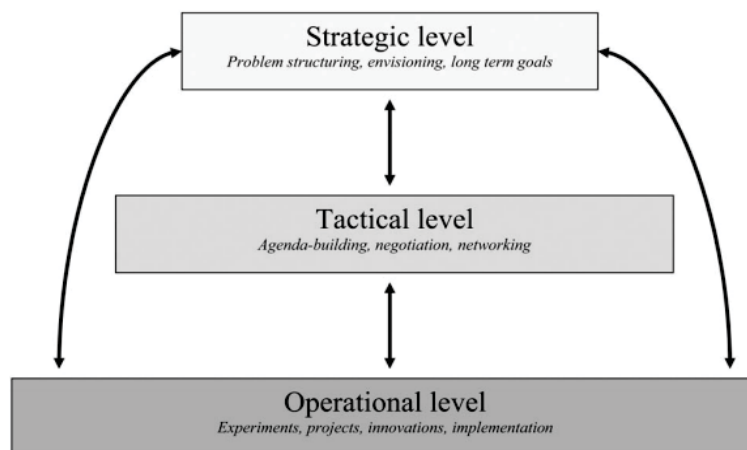 Strategic level
Problem structuring, envisioning, long term goals
Tactical level
Agenda-building, negotiation, networking
Operational level
Experiments, projects, innovations, implementation